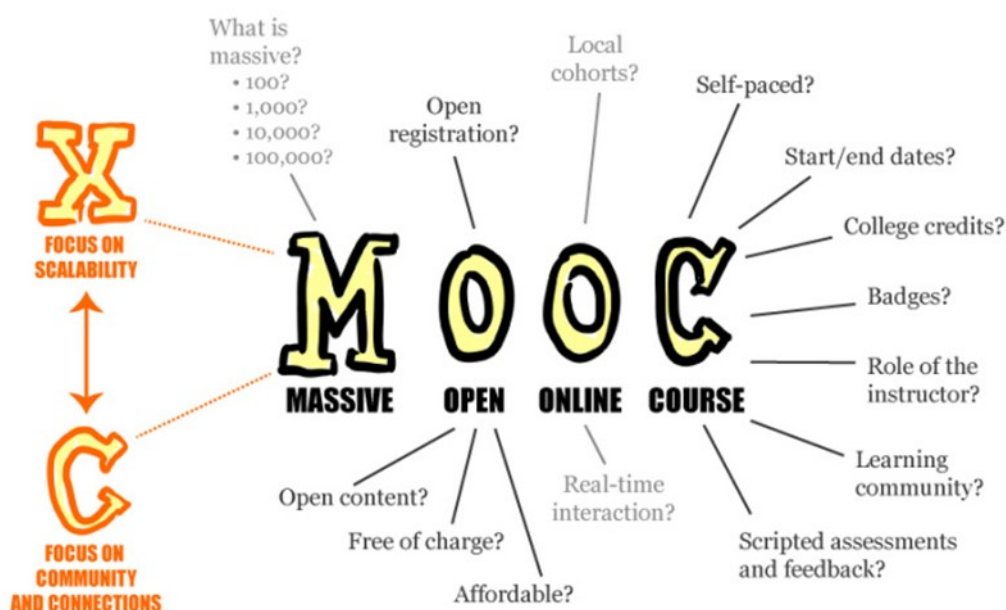 What is
massive?
• 100?
• 1,000?
• 10,000?
• 100,000?
Open
registration?
Local
cohorts?
Self-paced?
Start/end dates?
College credits?
Badges?
Role of the
instructor?
Learning
community?
Scripted assessments
and feedback?
X
FOCUS ON
SCALABILITY
C
FOCUS ON
COMMUNITY
AND CONNECTIONS
M O O C
MASSIVE OPEN ONLINE COURSE
Open content?
Free of charge?
Affordable?
Real-time
interaction?